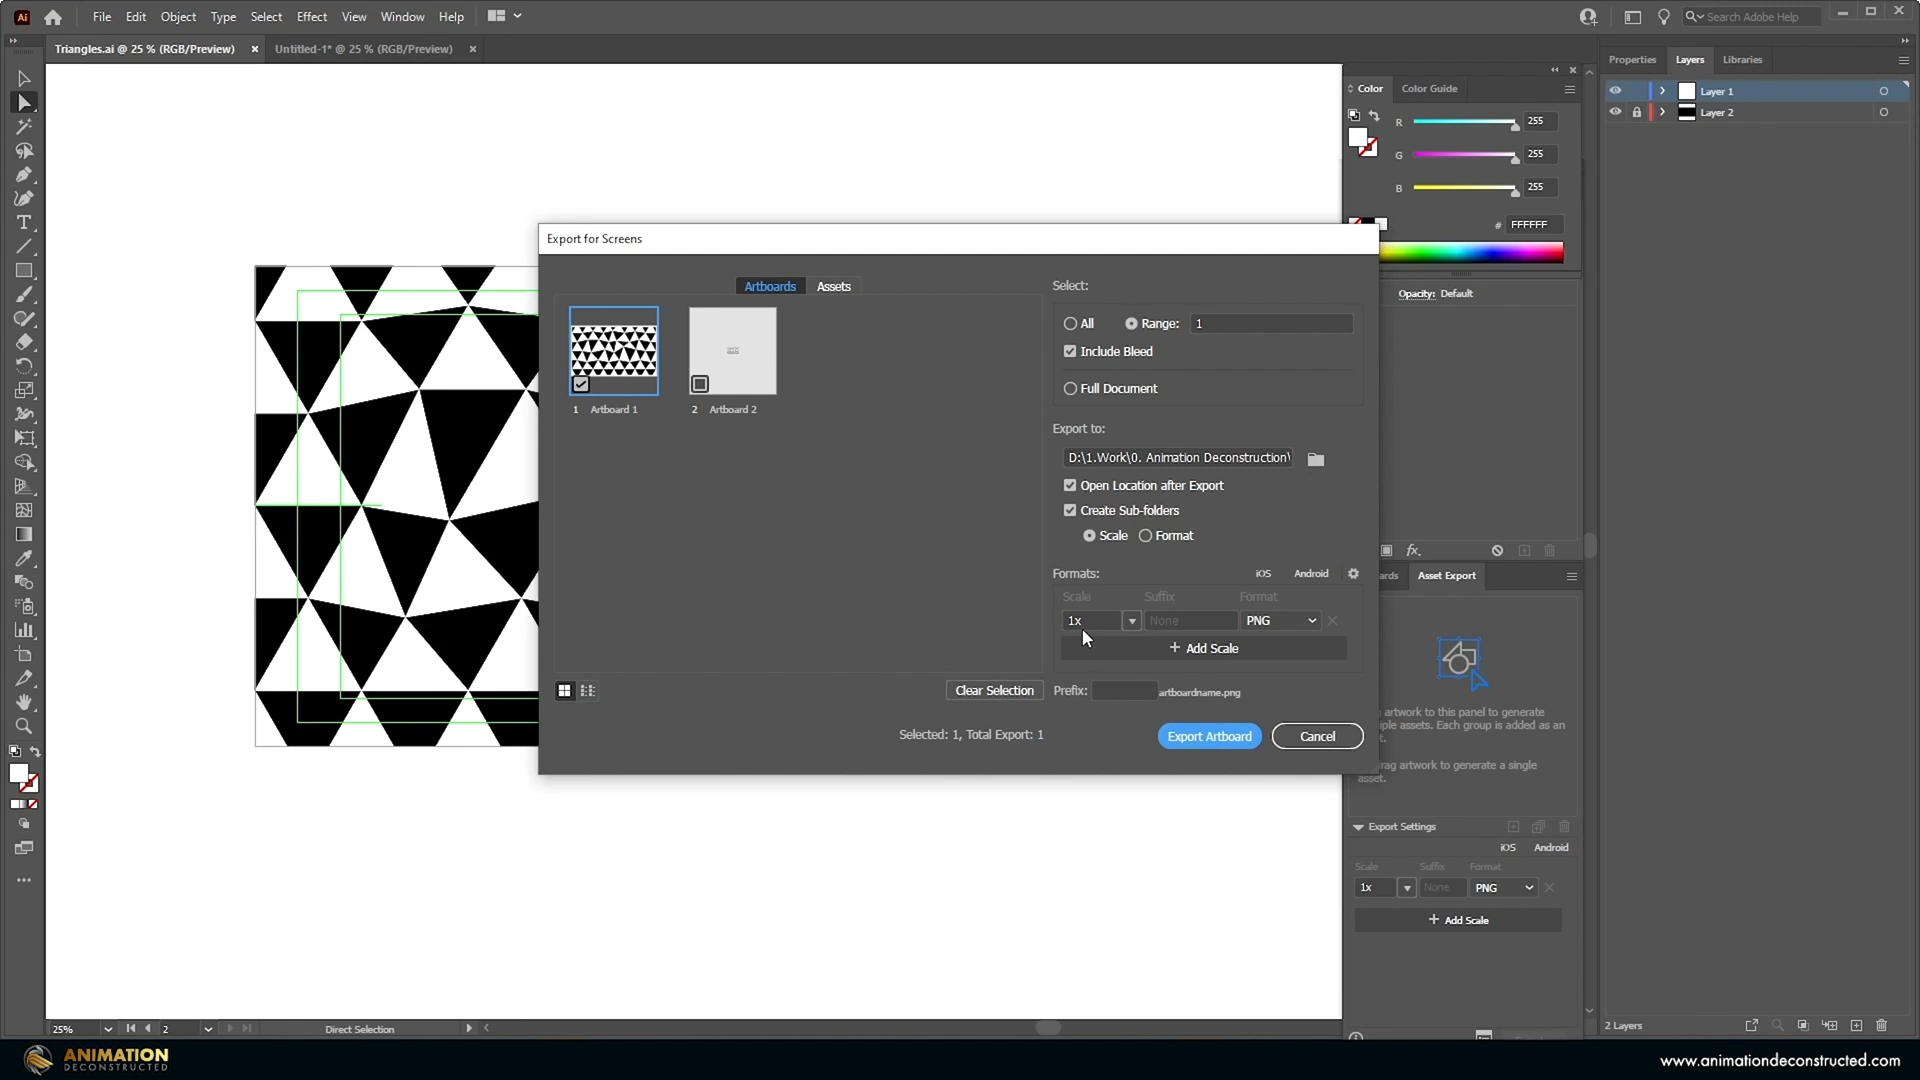 Ai File Edit Object Type Select Effect View Window Help Search Adobe Help
Triangles.ai @ 25 % (RGB/Preview) Untitled-1* @ 25 % (RGB/Preview)
Properties Layers Libraries
Layer 1
Layer 2
Color Color Guide
R 255
G 255
B 255
# FFFFFF
Opacity: Default
Export for Screens
Artboards Assets
1 Artboard 1
2 Artboard 2
Select:
All Range: 1
Include Bleed
Full Document
Export to:
D:\1.Work\0. Animation Deconstruction\
Open Location after Export
Create Sub-folders
Scale Format
Formats: iOS Android
Scale Suffix Format
1x None PNG
+ Add Scale
Clear Selection
Prefix: artboardname.png
Selected: 1, Total Export: 1
Export Artboard Cancel
fx.
ards Asset Export
artwork to this panel to generate
iple assets. Each group is added as an
t.
rag artwork to generate a single
asset.
Export Settings
iOS Android
Scale Suffix Format
1x None PNG
+ Add Scale
25% 2 Direct Selection
2 Layers
ANIMATION
DECONSTRUCTED
www.animationdeconstructed.com